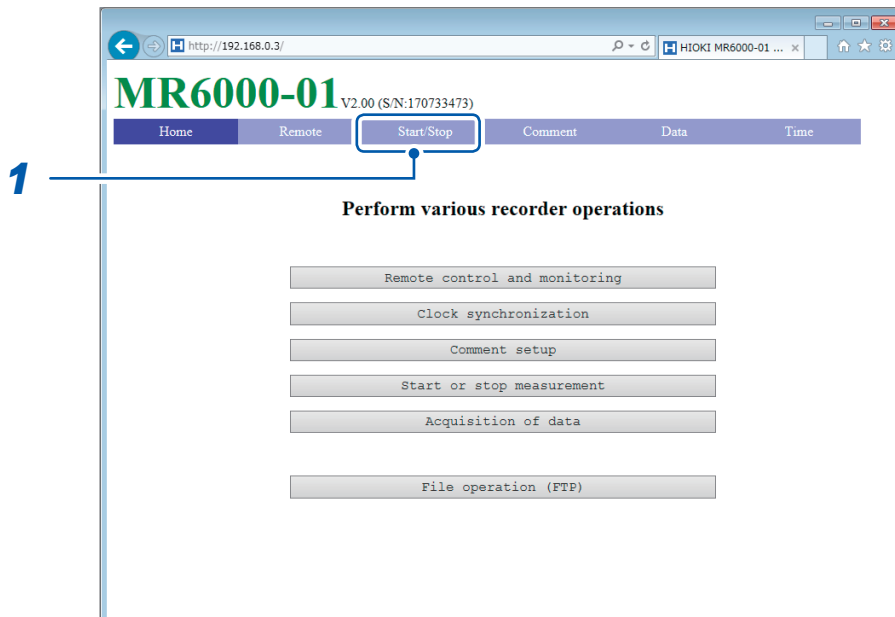 http://192.168.0.3/
HIOKI MR6000-01 ...
MR6000-01 V2.00 (S/N:170733473)
Home Remote Start/Stop Comment Data Time
1
Perform various recorder operations
Remote control and monitoring
Clock synchronization
Comment setup
Start or stop measurement
Acquisition of data
File operation (FTP)